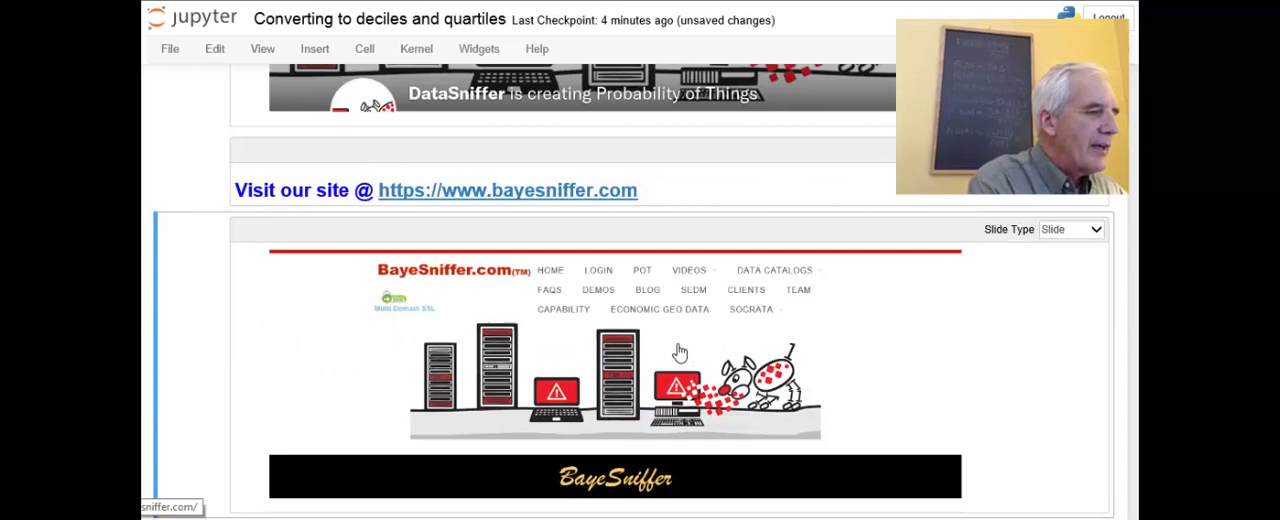 jupyter Converting to deciles and quartiles Last Checkpoint: 4 minutes ago (unsaved changes)
Logout
File Edit View Insert Cell Kernel Widgets Help
DataSniffer is creating Probability of Things
Visit our site @ https://www.bayesniffer.com
Slide Type Slide
BayeSniffer.com(TM) HOME LOGIN POT VIDEOS DATA CATALOGS
FAQS DEMOS BLOG SEDM CLIENTS TEAM
Multi Domain SSL
CAPABILITY ECONOMIC GEO DATA SOCRATA
BayeSniffer
sniffer.com/